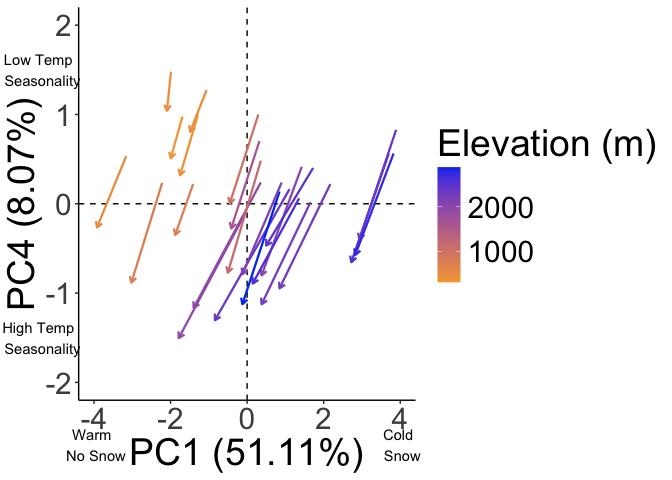 2
Low Temp
Seasonality
1
PC4 (8.07%)
0
-1
High Temp
Seasonality
-2
-4
-2
0
2
4
Warm
No Snow
PC1 (51.11%)
Cold
Snow
Elevation (m)
2000
1000